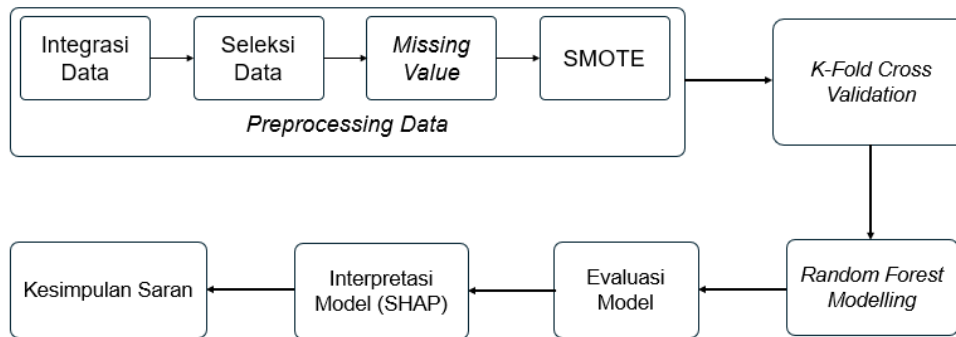 Integrasi
Data
Seleksi
Data
Missing
Value
SMOTE
Preprocessing Data
K-Fold Cross
Validation
Random Forest
Modelling
Evaluasi
Model
Interpretasi
Model (SHAP)
Kesimpulan Saran